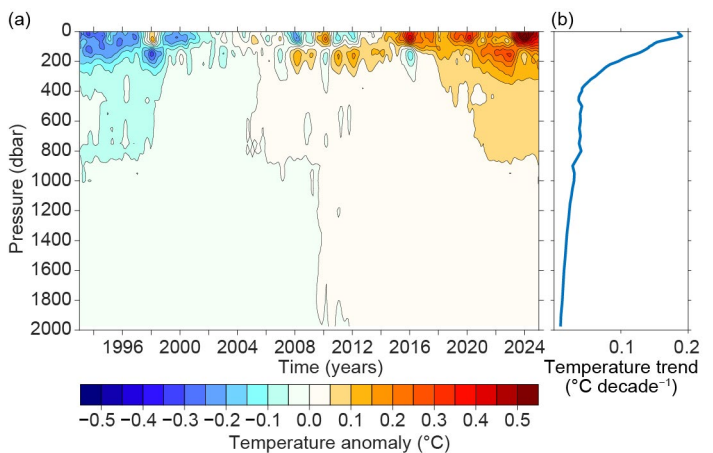 (a)
(b)
Pressure (dbar)
0
200
400
600
800
1000
1200
1400
1600
1800
2000
1996 2000 2004 2008 2012 2016 2020 2024
Time (years)
0.1 0.2
Temperature trend
(°C decade⁻¹)
−0.5 −0.4 −0.3 −0.2 −0.1 0.0 0.1 0.2 0.3 0.4 0.5
Temperature anomaly (°C)